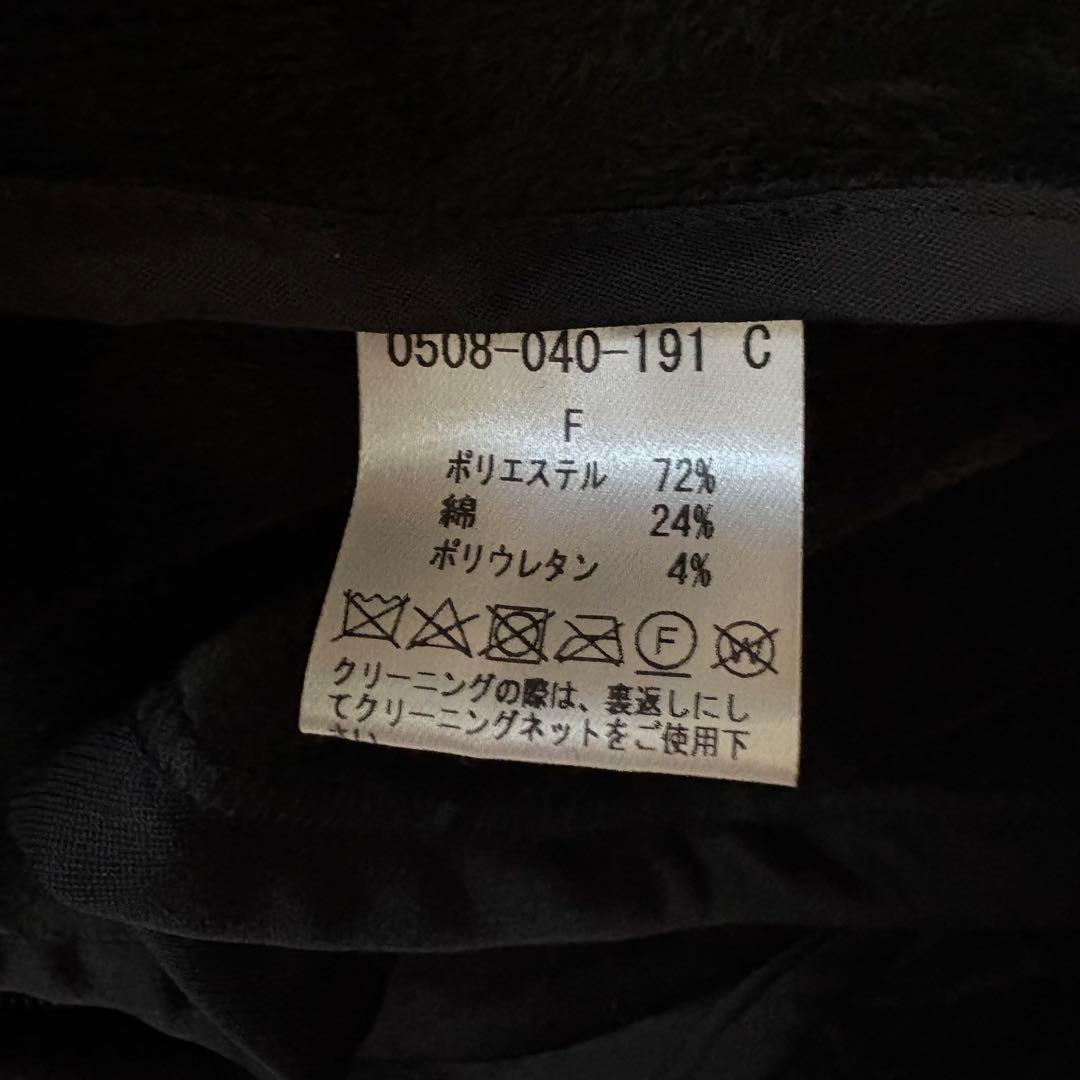 0508-040-191 C
F
ポリエステル 72%
綿 24%
ポリウレタン 4%
F W
クリーニングの際は、裏返しにし
てクリーニングネットをご使用下
さい